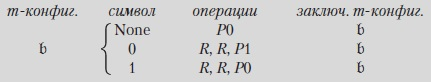 m-конфиг. символ операции заключ. m-конфиг.
None P0 𝔟
𝔟 0 R, R, P1 𝔟
1 R, R, P0 𝔟